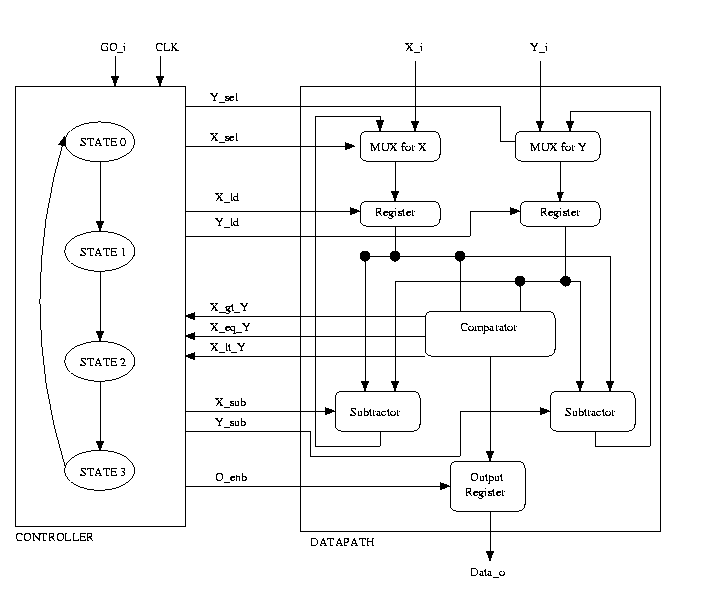 GO_i CLK X_i Y_i
Y_sel
X_sel
MUX for X
MUX for Y
STATE 0
X_ld
Y_ld
Register
Register
STATE 1
X_gt_Y
X_eq_Y
X_lt_Y
Comparator
STATE 2
X_sub
Y_sub
Subtractor
Subtractor
STATE 3
O_enb
Output
Register
CONTROLLER
DATAPATH
Data_o